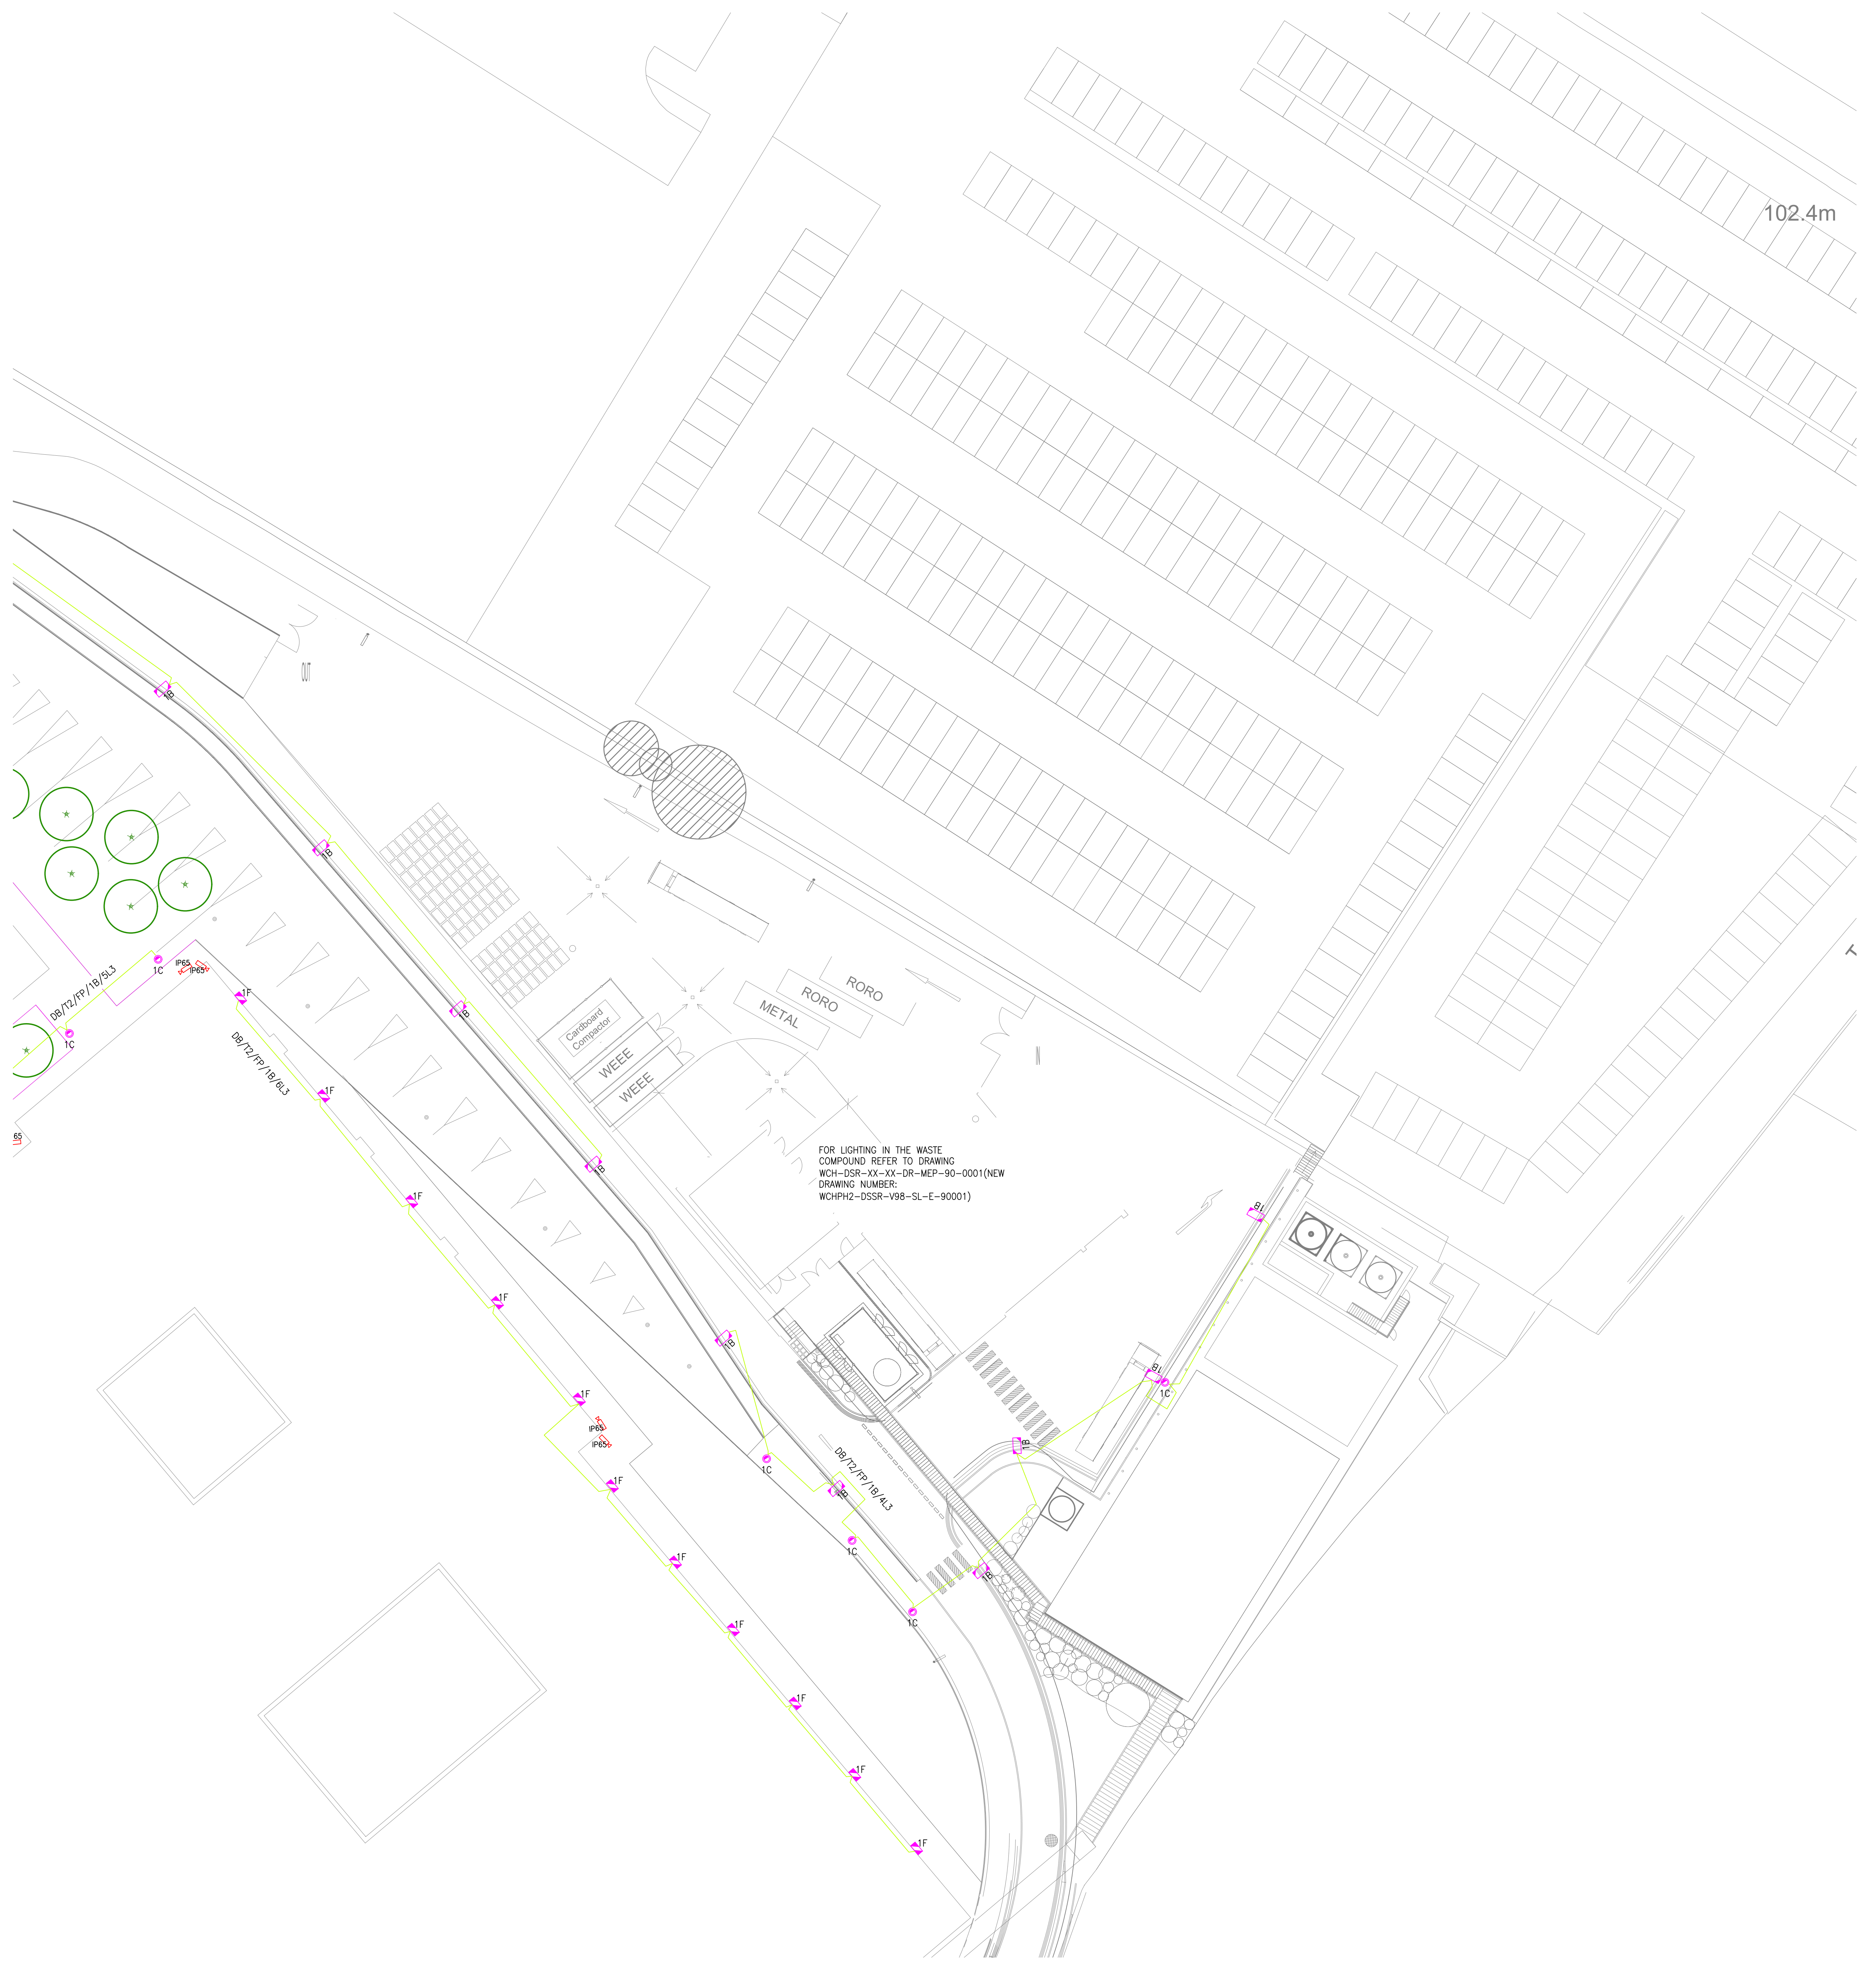 102.4m
1B
1B
IP65
IP65
1C
DB/T2/FP/1B/5L3
1F
1C
65
DB/T2/FP/1B/6L3
1B
RORO
RORO
METAL
Cardboard
Compactor
WEEE
WEEE
1F
FOR LIGHTING IN THE WASTE
COMPOUND REFER TO DRAWING
WCH-DSR-XX-XX-DR-MEP-90-0001(NEW
DRAWING NUMBER:
WCHPH2-DSSR-V98-SL-E-90001)
1B
1F
1B
1F
1B
1B
1C
1F
IP65
IP65
1B
1C
DB/T2/FP/1B/4L3
1F
1B
1C
1F
1B
1C
1F
1F
1F
1F